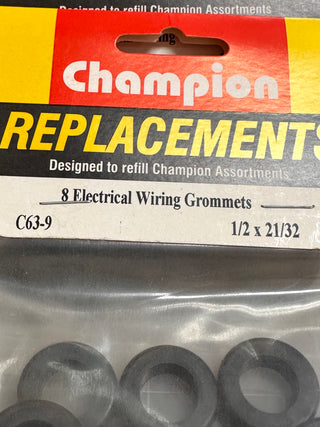 Designed to refill Champion Assortments
ing
Champion
REPLACEMENTS
Designed to refill Champion Assortments
8 Electrical Wiring Grommets
C63-9 1/2 x 21/32